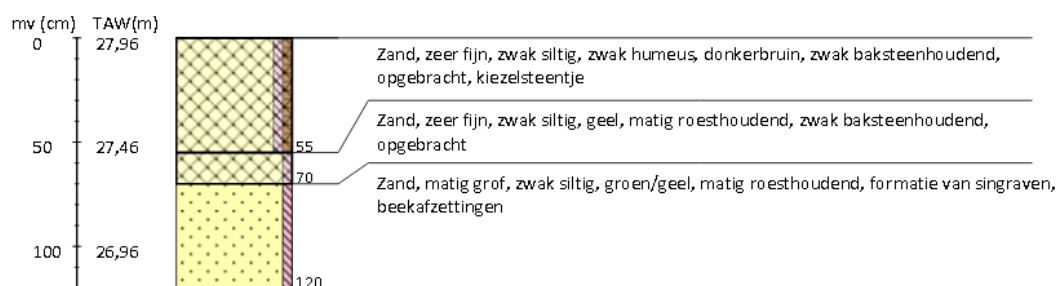 mv (cm) TAW(m)
0 27,96
Zand, zeer fijn, zwak siltig, zwak humeus, donkerbruin, zwak baksteenhoudend,
opgebracht, kiezelsteentje
Zand, zeer fijn, zwak siltig, geel, matig roesthoudend, zwak baksteenhoudend,
opgebracht
50 27,46 55
70
Zand, matig grof, zwak siltig, groen/geel, matig roesthoudend, formatie van singraven,
beekafzettingen
100 26,96
120